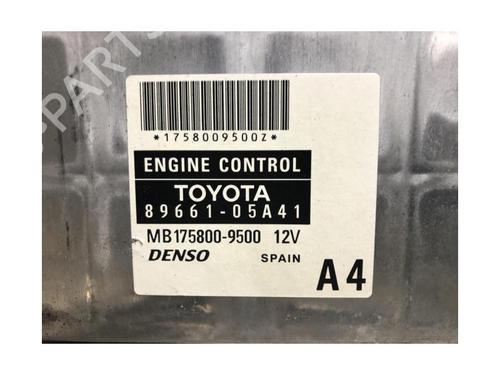 *1758009500Z*
ENGINE CONTROL
TOYOTA
89661-05A41
MB175800-9500 12V
DENSO SPAIN A4